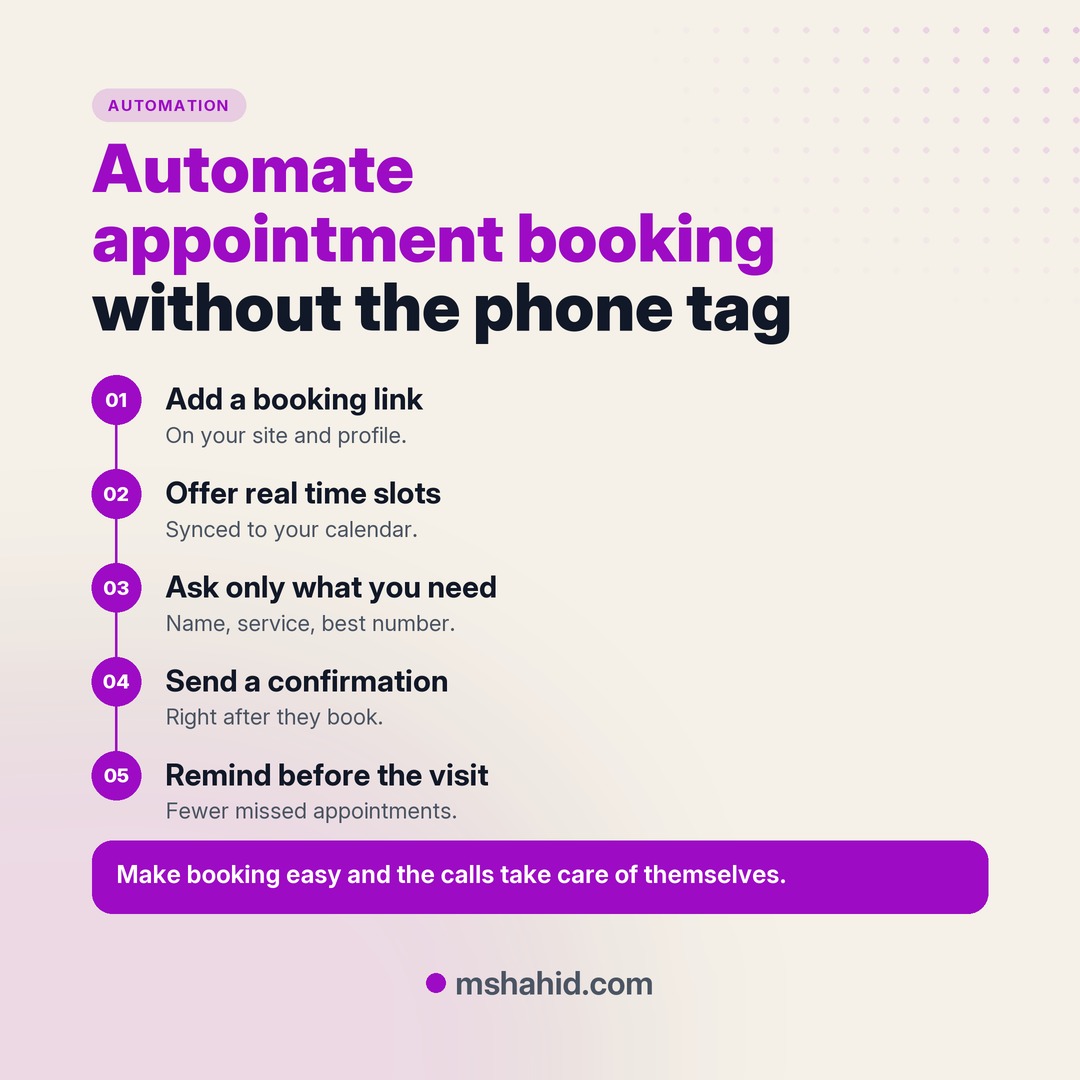 AUTOMATION
Automate
appointment booking
without the phone tag
01
Add a booking link
On your site and profile.
02
Offer real time slots
Synced to your calendar.
03
Ask only what you need
Name, service, best number.
04
Send a confirmation
Right after they book.
05
Remind before the visit
Fewer missed appointments.
Make booking easy and the calls take care of themselves.
mshahid.com